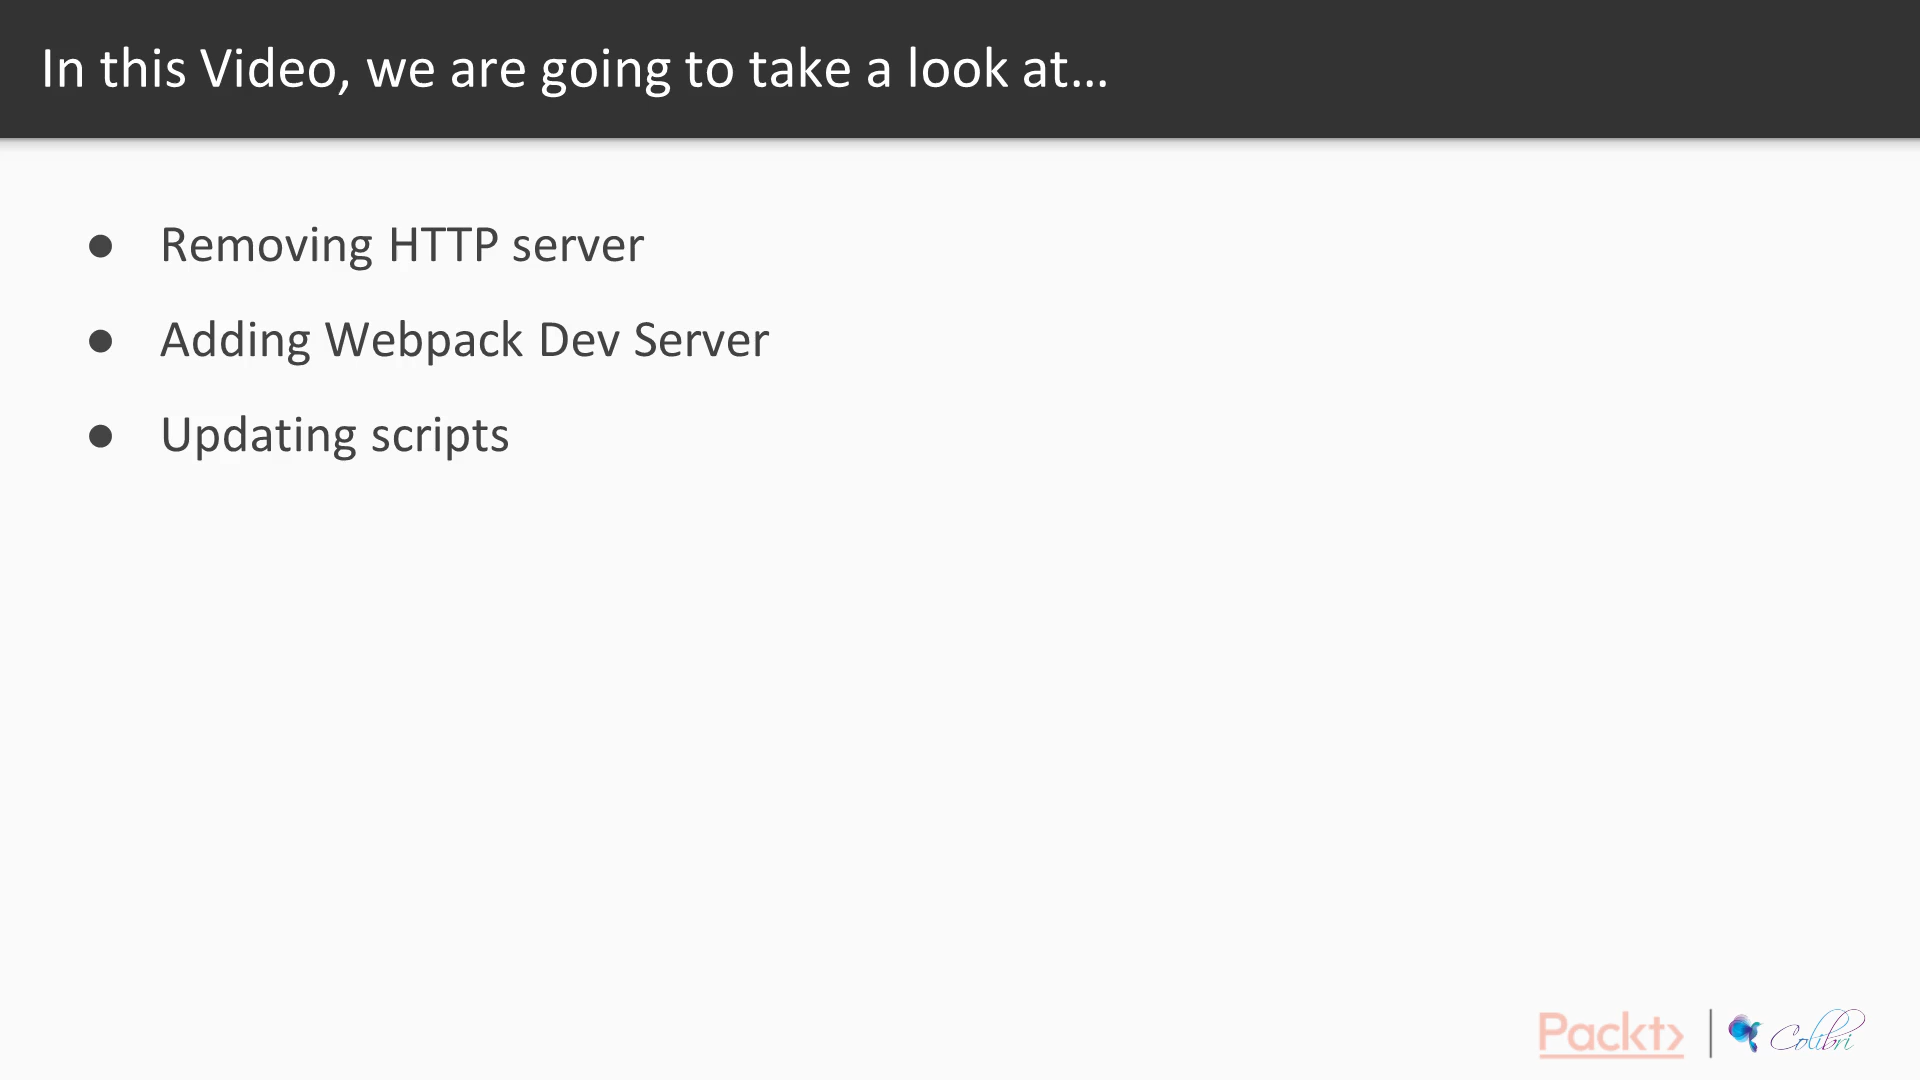 In this Video, we are going to take a look at...
● Removing HTTP server
● Adding Webpack Dev Server
● Updating scripts
Packt> | Colibri